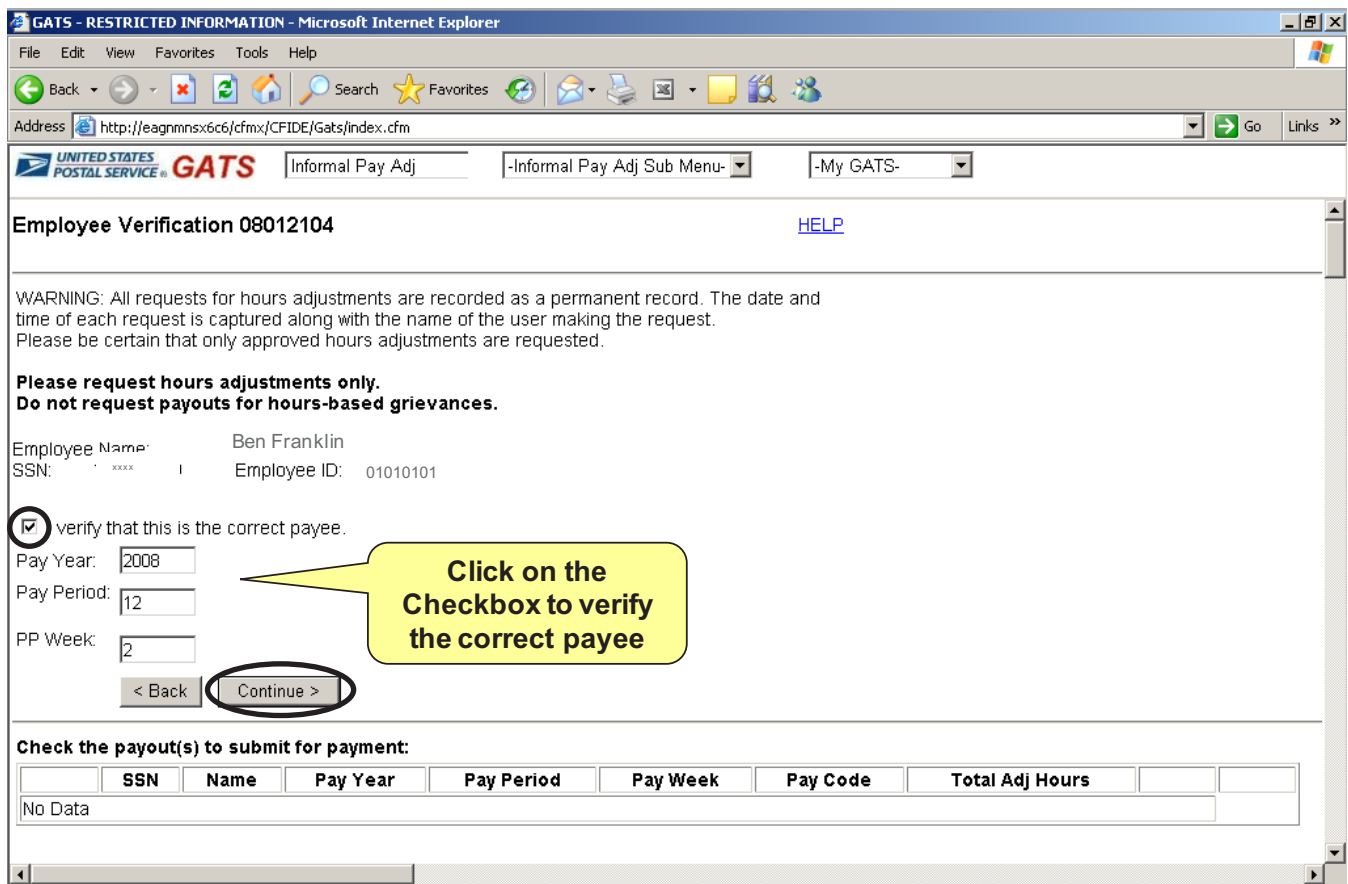 GATS - RESTRICTED INFORMATION - Microsoft Internet Explorer
File Edit View Favorites Tools Help
Back Search Favorites
Address http://eagnmnsx6c6/cfmx/CFIDE/Gats/index.cfm Go Links »
UNITED STATES POSTAL SERVICE ® GATS Informal Pay Adj -Informal Pay Adj Sub Menu- -My GATS-
Employee Verification 08012104 HELP
WARNING: All requests for hours adjustments are recorded as a permanent record. The date and
time of each request is captured along with the name of the user making the request.
Please be certain that only approved hours adjustments are requested.
Please request hours adjustments only.
Do not request payouts for hours-based grievances.
Employee Name: Ben Franklin
SSN: xxxx Employee ID: 01010101
verify that this is the correct payee.
Pay Year: 2008
Pay Period: 12
PP Week: 2
Click on the
Checkbox to verify
the correct payee
< Back Continue >
Check the payout(s) to submit for payment:
SSN Name Pay Year Pay Period Pay Week Pay Code Total Adj Hours
No Data